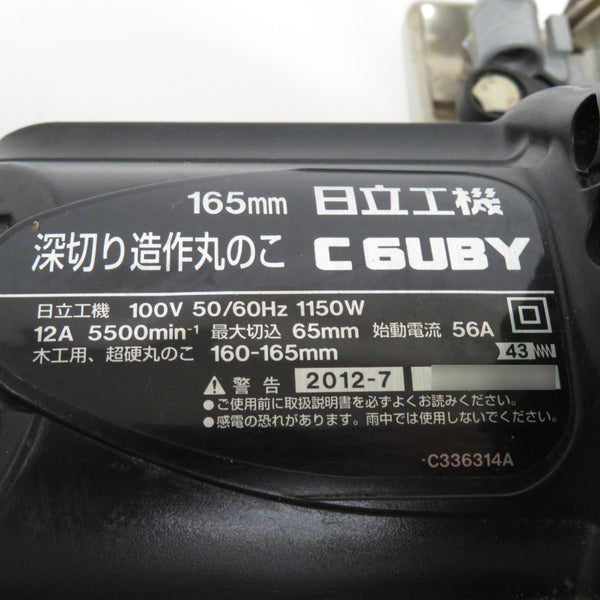 165mm 日立工機
深切り造作丸のこ C6UBY
日立工機 100V 50/60Hz 1150W
12A 5500min⁻¹ 最大切込 65mm 始動電流 56A
木工用、超硬丸のこ 160-165mm 43
警告 2012-7
●ご使用前に取扱説明書を必ずよくお読みください。
●感電の恐れがあります。雨中では使用しないでください。
C336314A